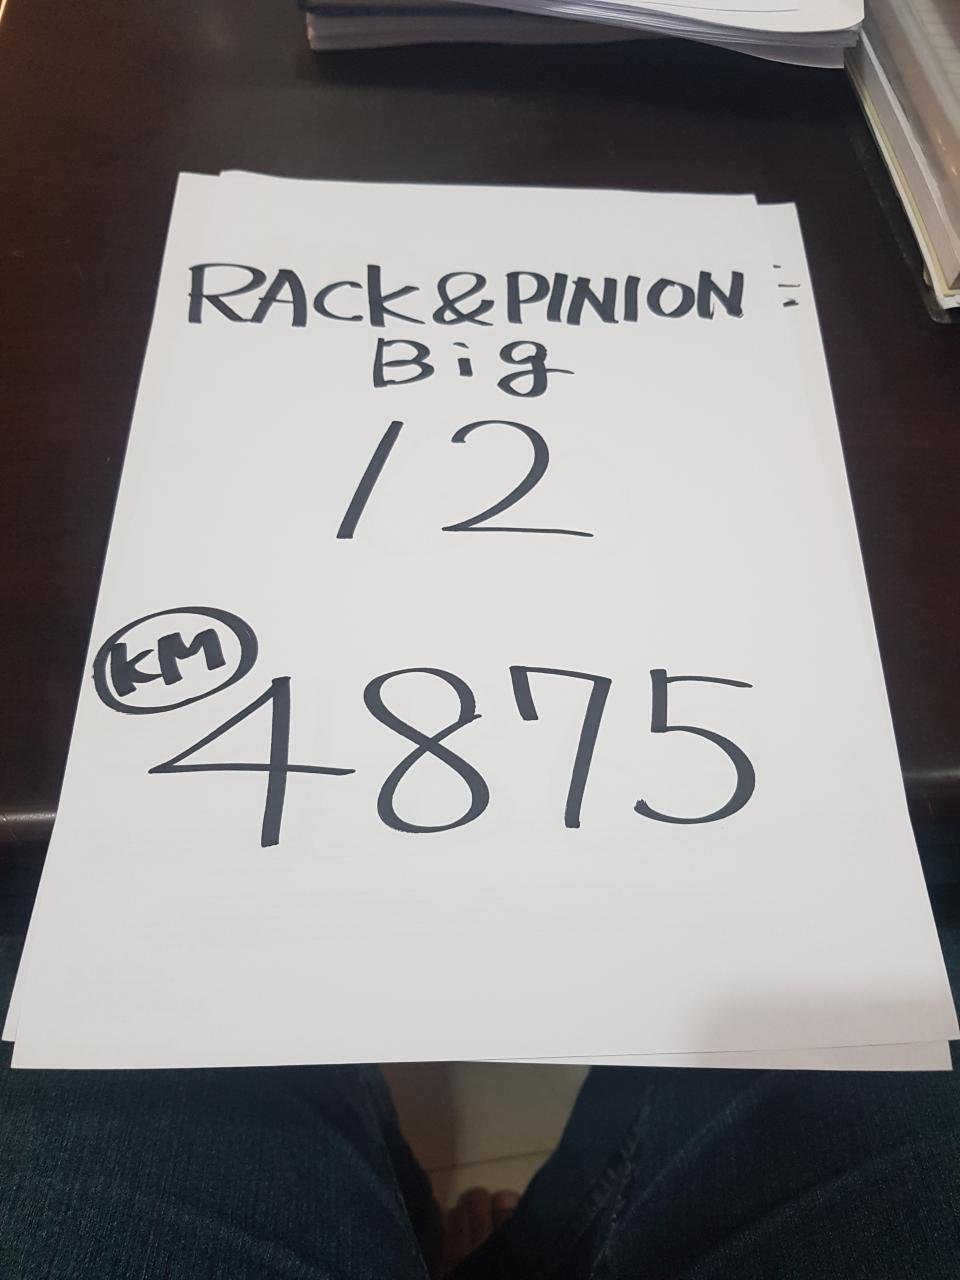 RAck & PINION
Big
12
KM
4875